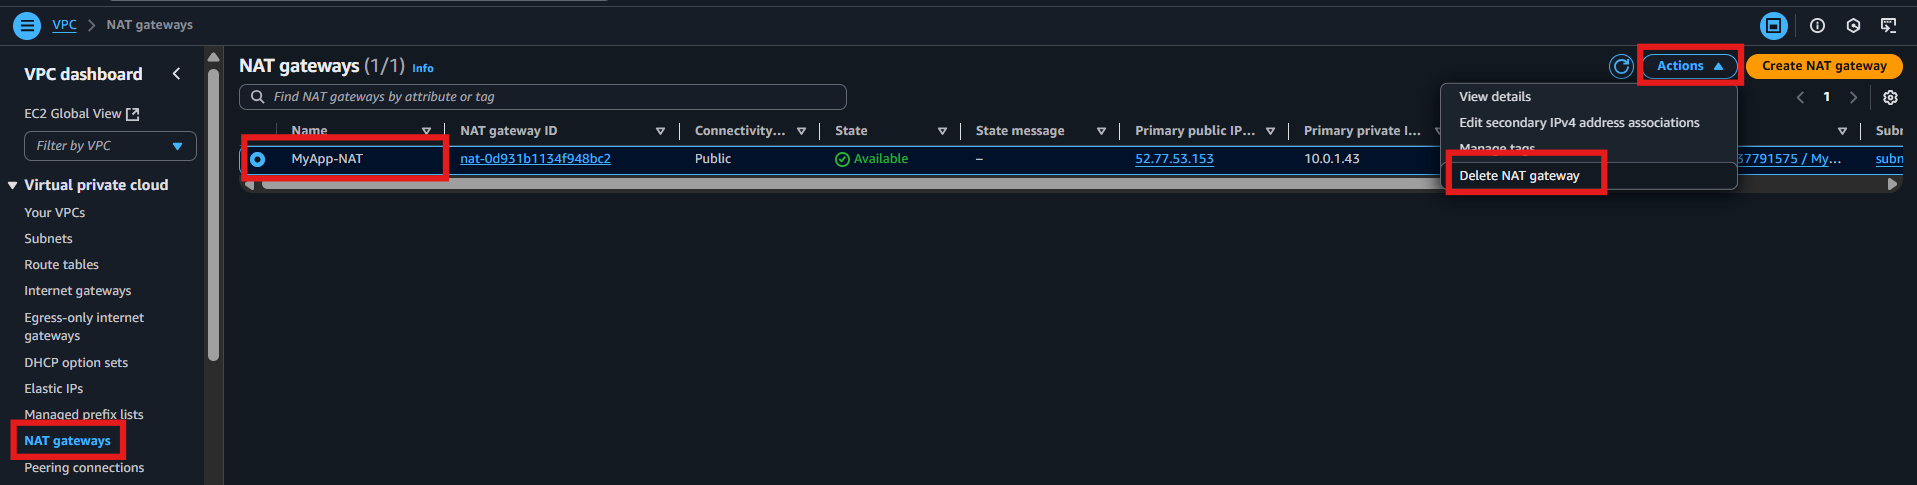 VPC > NAT gateways
VPC dashboard
EC2 Global View
Filter by VPC
Virtual private cloud
Your VPCs
Subnets
Route tables
Internet gateways
Egress-only internet
gateways
DHCP option sets
Elastic IPs
Managed prefix lists
NAT gateways
Peering connections
NAT gateways (1/1) Info
Actions
Create NAT gateway
Find NAT gateways by attribute or tag
1
View details
Edit secondary IPv4 address associations
Manage tags
Delete NAT gateway
Name NAT gateway ID Connectivity... State State message Primary public IP... Primary private I... Subn
MyApp-NAT nat-0d931b1134f948bc2 Public Available – 52.77.53.153 10.0.1.43 37791575 / My... subn